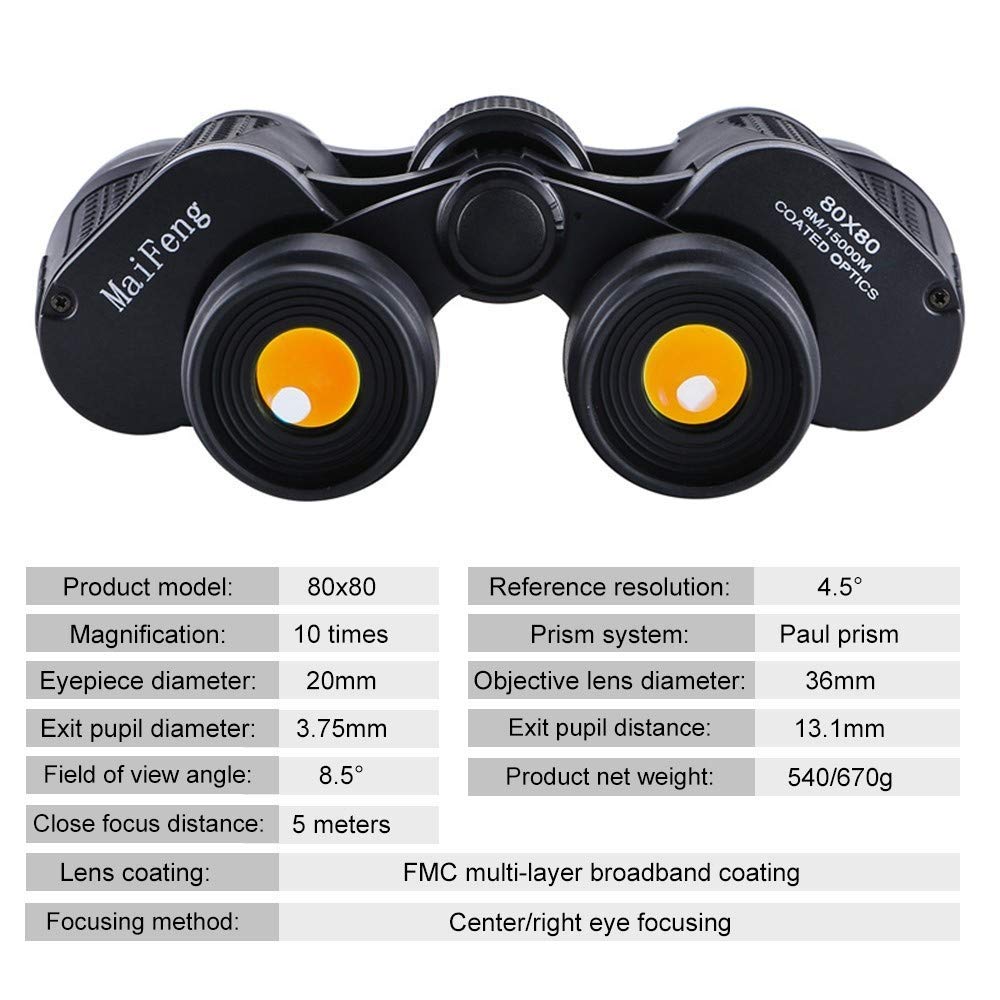 MaiFeng
80X80
8M/15000M
COATED OPTICS
Product model: 80x80
Magnification: 10 times
Eyepiece diameter: 20mm
Exit pupil diameter: 3.75mm
Field of view angle: 8.5°
Close focus distance: 5 meters
Reference resolution: 4.5°
Prism system: Paul prism
Objective lens diameter: 36mm
Exit pupil distance: 13.1mm
Product net weight: 540/670g
Lens coating: FMC multi-layer broadband coating
Focusing method: Center/right eye focusing